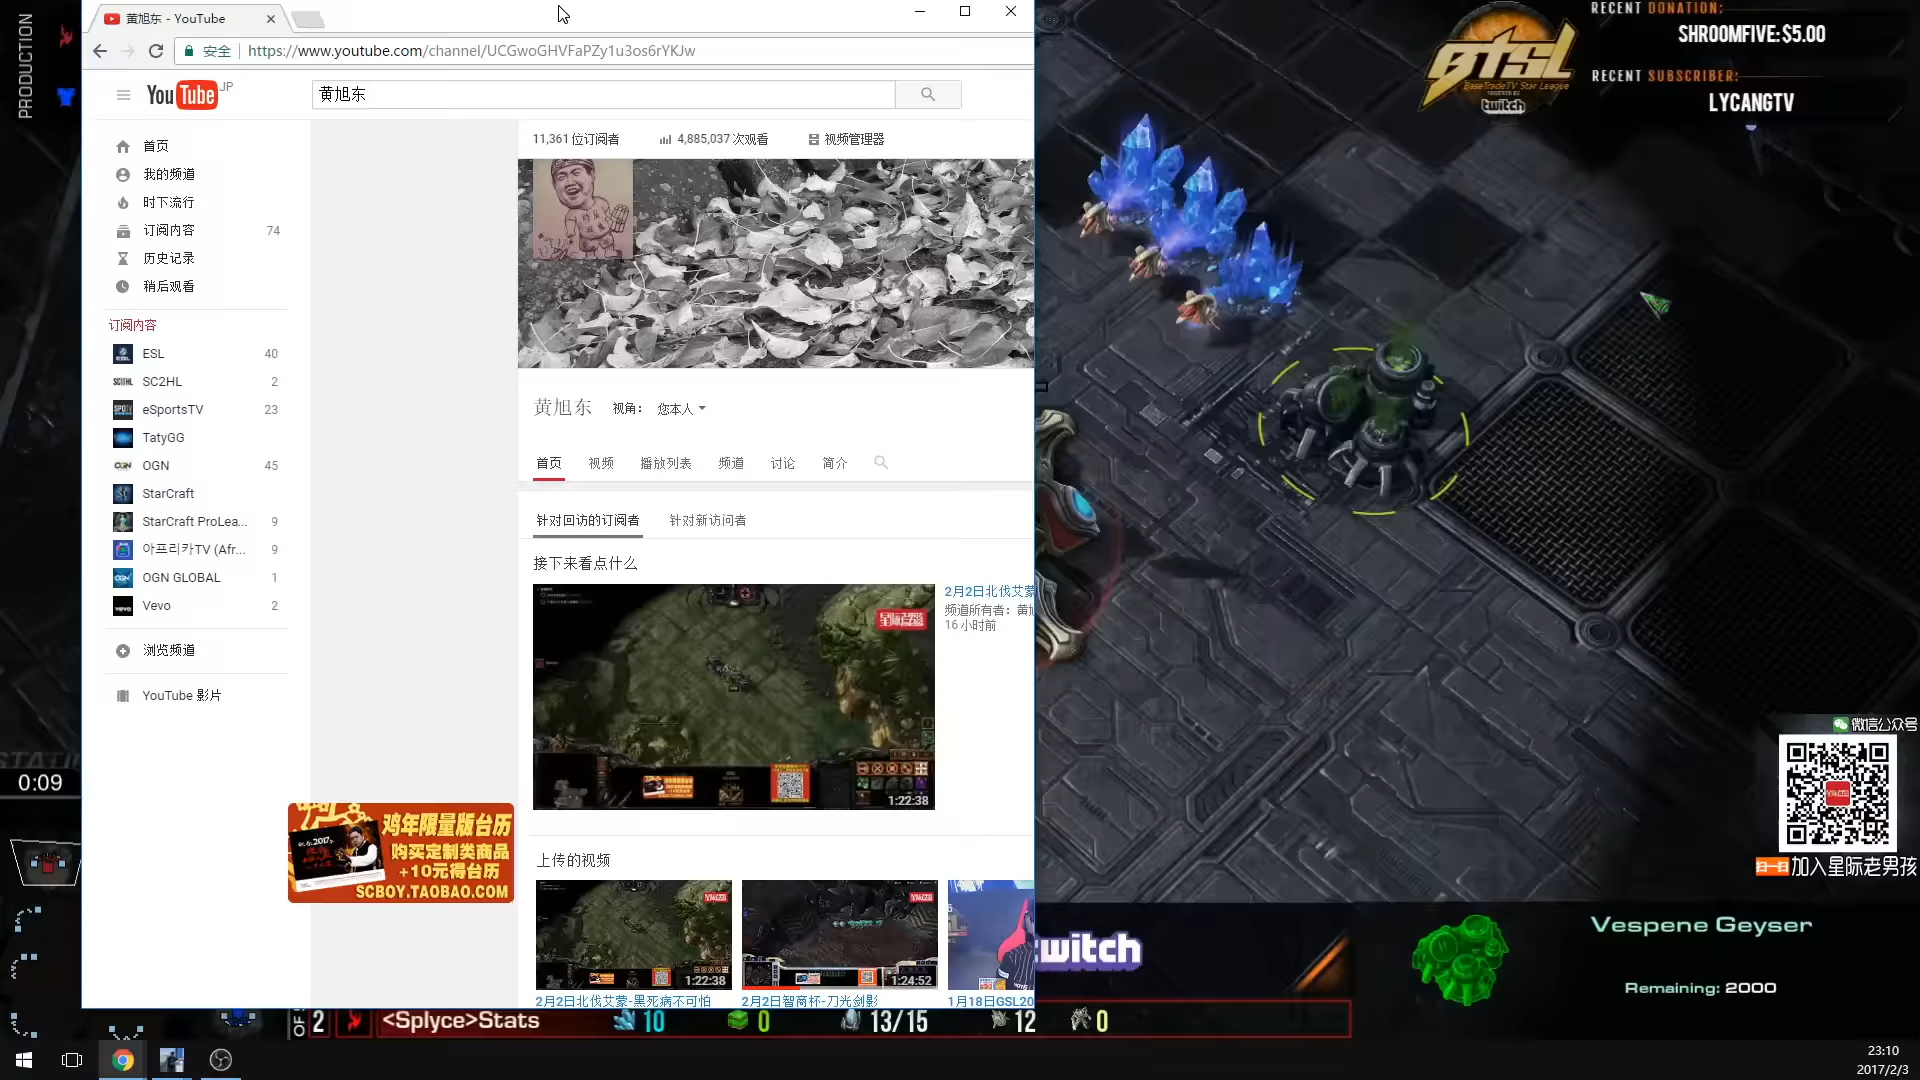 PRODUCTION
黄旭东 - YouTube
安全
https://www.youtube.com/channel/UCGwoGHVFaPZy1u3os6rYKJw
YouTube JP
黄旭东
首页
我的频道
时下流行
订阅内容 74
历史记录
稍后观看
订阅内容
ESL 40
SC2HL 2
eSportsTV 23
TatyGG
OGN 45
StarCraft
StarCraft ProLea... 9
아프리카TV (Afr... 9
OGN GLOBAL 1
Vevo 2
浏览频道
YouTube 影片
11,361 位订阅者
4,885,037 次观看
视频管理器
黄旭东
视角： 您本人
首页 视频 播放列表 频道 讨论 简介
针对回访的订阅者 针对新访问者
接下来看点什么
1:22:38
2月2日北伐艾蒙
频道所有者：黄
16 小时前
上传的视频
1:22:38
1:24:52
2月2日北伐艾蒙-黑死病不可怕
2月2日智商杯-刀光剑影
1月18日GSL20
鸡年限量版台历
购买定制类商品
+10元得台历
SCBOY.TAOBAO.COM
0:09
BTSL
BaseTradeTV Star League
POWERED BY
twitch
RECENT DONATION:
SHROOMFIVE: $5.00
RECENT SUBSCRIBER:
LYCANGTV
微信公众号
扫一扫 加入星际老男孩
twitch
Vespene Geyser
Remaining: 2000
2 <Splyce>Stats 10 0 13/15 12 0
23:10
2017/2/3